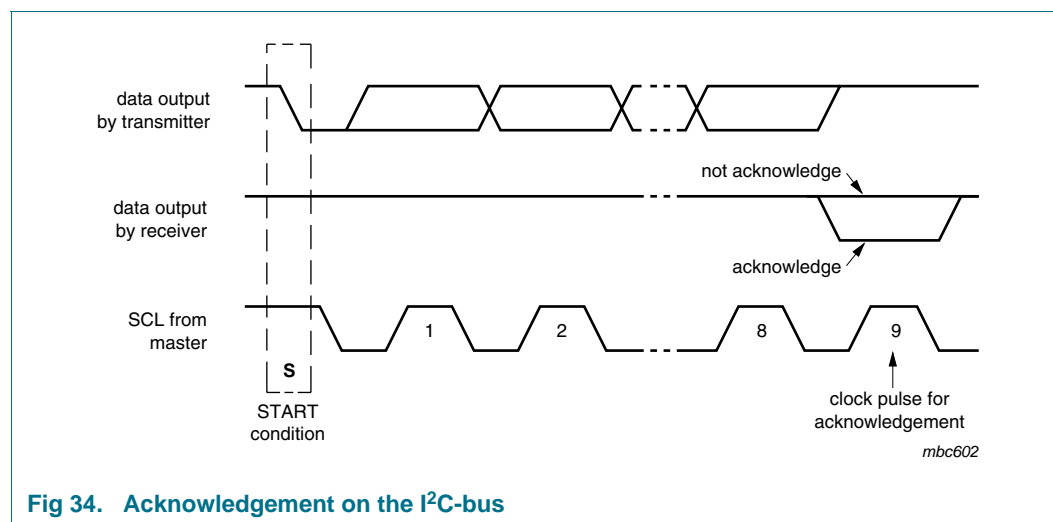 data output
by transmitter
not acknowledge
data output
by receiver
acknowledge
SCL from
master
1
2
8
9
S
START
condition
clock pulse for
acknowledgement
mbc602
Fig 34. Acknowledgement on the I²C-bus